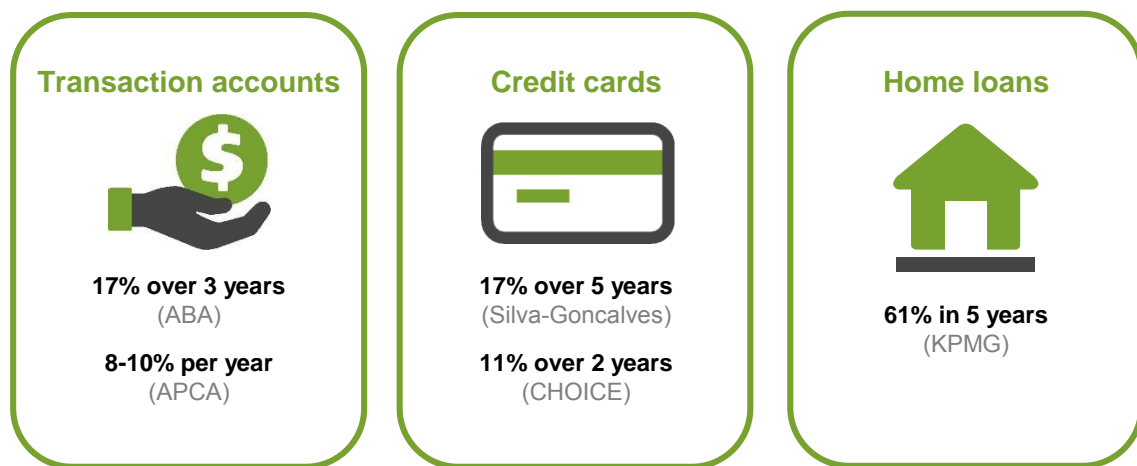 Transaction accounts
$
17% over 3 years
(ABA)
8-10% per year
(APCA)
Credit cards
17% over 5 years
(Silva-Goncalves)
11% over 2 years
(CHOICE)
Home loans
61% in 5 years
(KPMG)